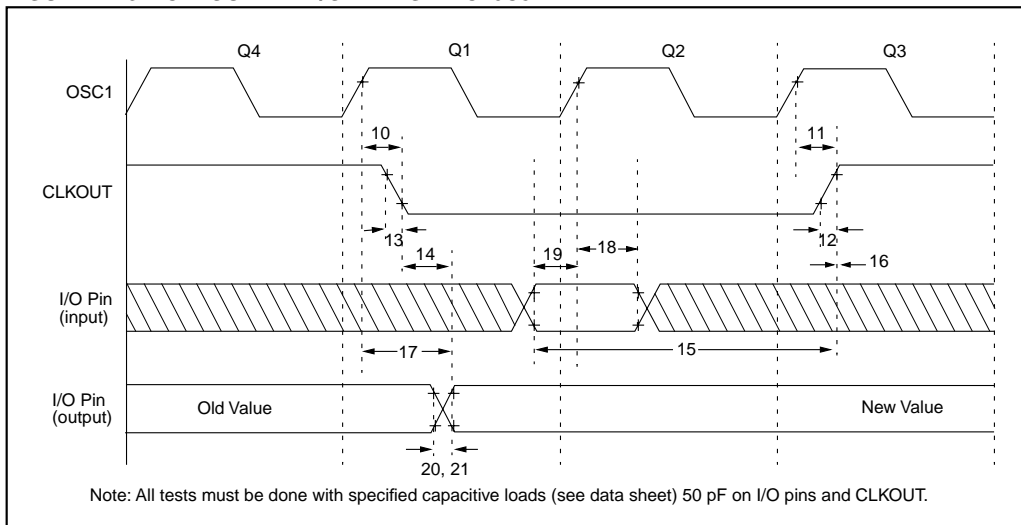 Q4 Q1 Q2 Q3
OSC1
10 11
CLKOUT
13 12
14 19 18 16
I/O Pin
(input)
17 15
I/O Pin
(output)
Old Value New Value
20, 21
Note: All tests must be done with specified capacitive loads (see data sheet) 50 pF on I/O pins and CLKOUT.